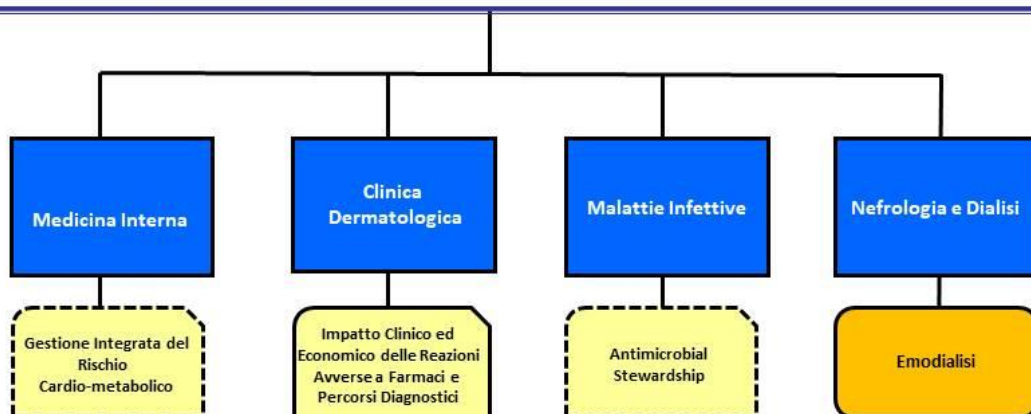 Medicina Interna
Clinica
Dermatologica
Malattie Infettive
Nefrologia e Dialisi
Gestione Integrata del
Rischio
Cardio-metabolico
Impatto Clinico ed
Economico delle Reazioni
Avverse a Farmaci e
Percorsi Diagnostici
Antimicrobial
Stewardship
Emodialisi